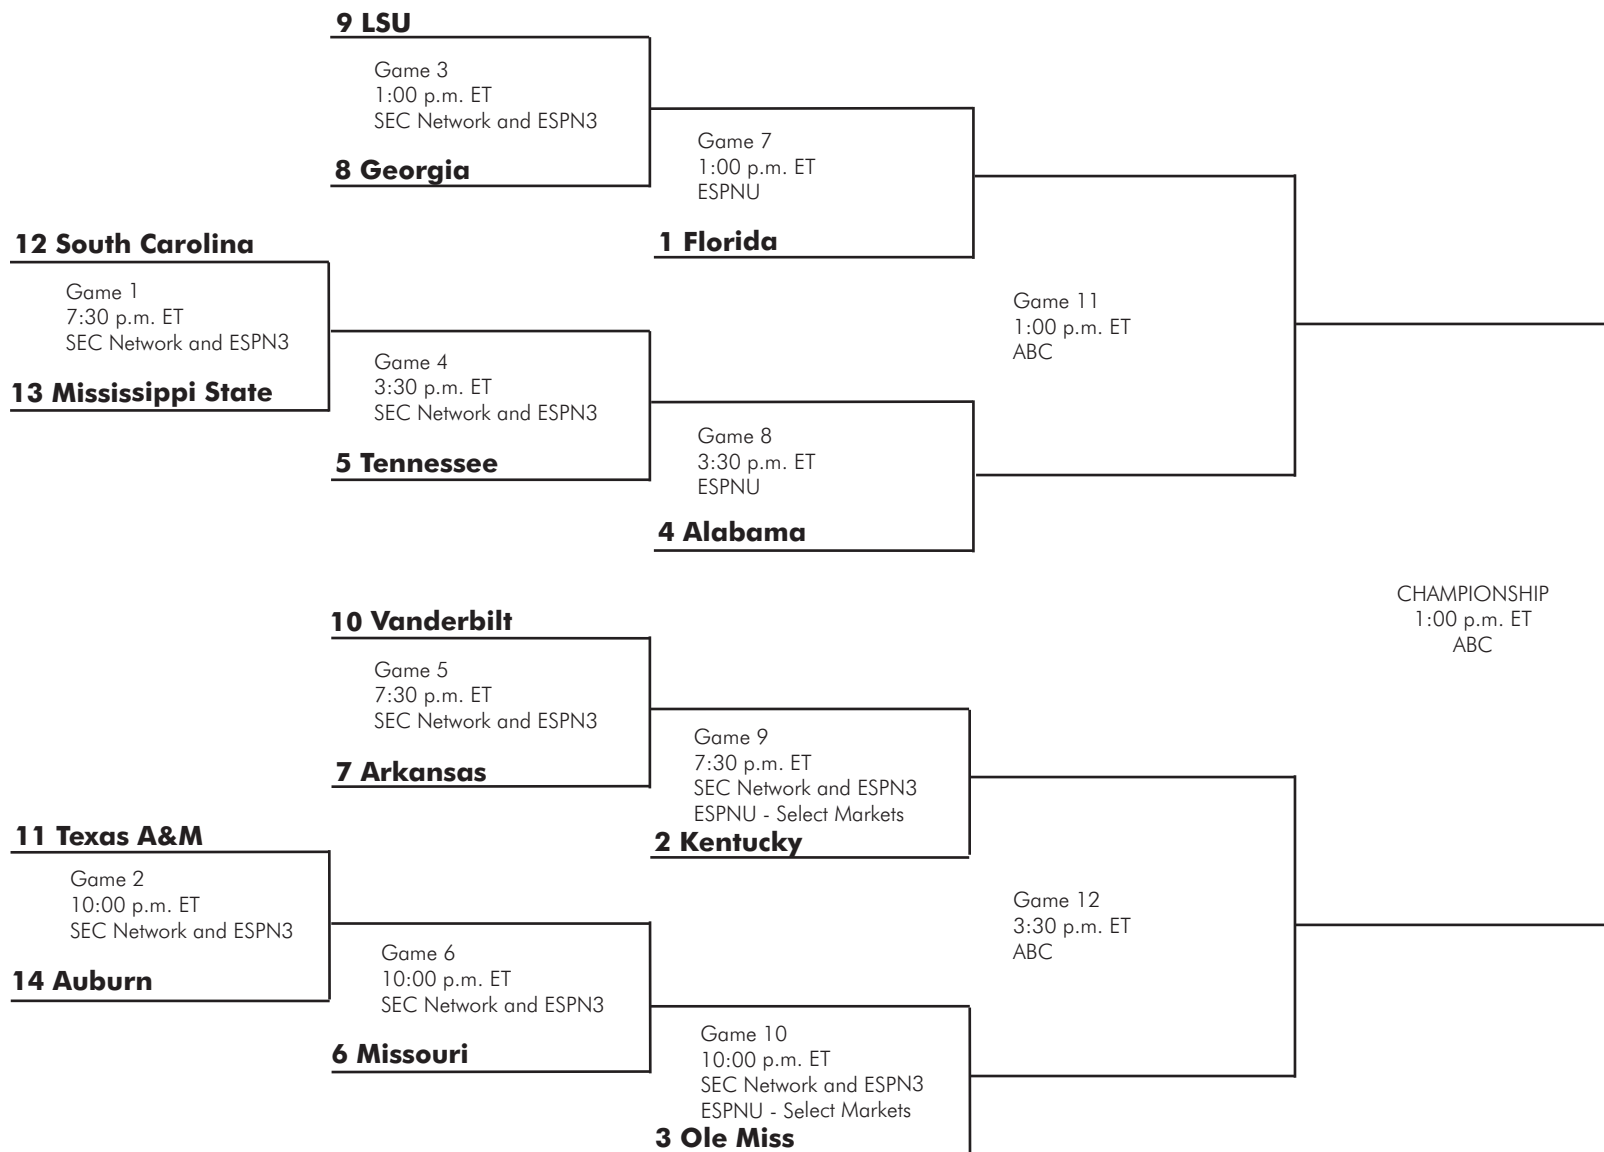 9 LSU
Game 3
1:00 p.m. ET
SEC Network and ESPN3
8 Georgia
Game 7
1:00 p.m. ET
ESPNU
1 Florida
12 South Carolina
Game 1
7:30 p.m. ET
SEC Network and ESPN3
13 Mississippi State
Game 4
3:30 p.m. ET
SEC Network and ESPN3
5 Tennessee
Game 8
3:30 p.m. ET
ESPNU
4 Alabama
Game 11
1:00 p.m. ET
ABC
CHAMPIONSHIP
1:00 p.m. ET
ABC
10 Vanderbilt
Game 5
7:30 p.m. ET
SEC Network and ESPN3
7 Arkansas
Game 9
7:30 p.m. ET
SEC Network and ESPN3
ESPNU - Select Markets
2 Kentucky
11 Texas A&M
Game 2
10:00 p.m. ET
SEC Network and ESPN3
14 Auburn
Game 6
10:00 p.m. ET
SEC Network and ESPN3
6 Missouri
Game 10
10:00 p.m. ET
SEC Network and ESPN3
ESPNU - Select Markets
3 Ole Miss
Game 12
3:30 p.m. ET
ABC